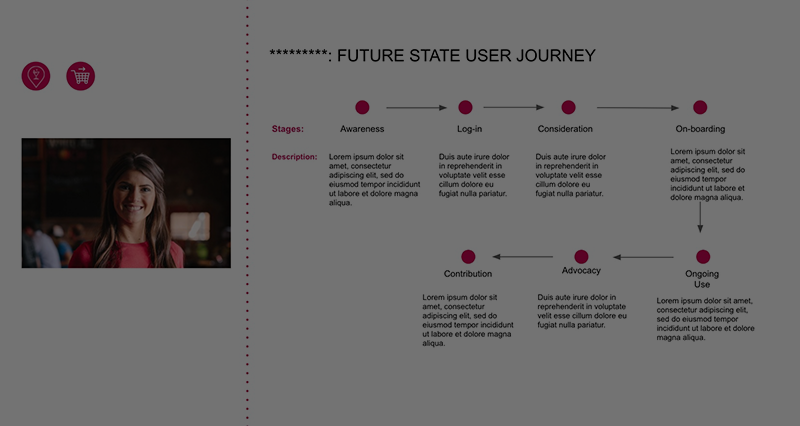 *********: FUTURE STATE USER JOURNEY
Stages:
Awareness
Log-in
Consideration
On-boarding
Description:
Lorem ipsum dolor sit
amet, consectetur
adipiscing elit, sed do
eiusmod tempor incididunt
ut labore et dolore magna
aliqua.
Duis aute irure dolor
in reprehenderit in
voluptate velit esse
cillum dolore eu
fugiat nulla pariatur.
Duis aute irure dolor
in reprehenderit in
voluptate velit esse
cillum dolore eu
fugiat nulla pariatur.
Lorem ipsum dolor sit
amet, consectetur
adipiscing elit, sed do
eiusmod tempor
incididunt ut labore et
dolore magna aliqua.
Contribution
Advocacy
Ongoing
Use
Lorem ipsum dolor sit
amet, consectetur
adipiscing elit, sed do
eiusmod tempor incididunt
ut labore et dolore magna
aliqua.
Duis aute irure dolor in
reprehenderit in voluptate
velit esse cillum dolore eu
fugiat nulla pariatur.
Lorem ipsum dolor sit amet,
consectetur adipiscing elit,
sed do eiusmod tempor
incididunt ut labore et dolore
magna aliqua.